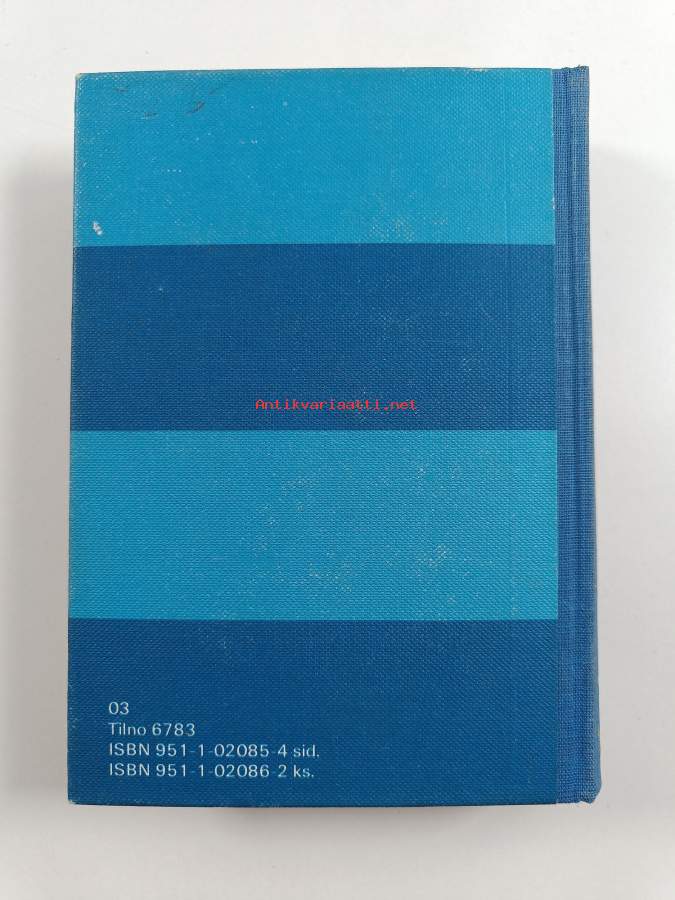 Antikvariaatti.net
03
Tilno 6783
ISBN 951-1-02085-4 sid.
ISBN 951-1-02086-2 ks.